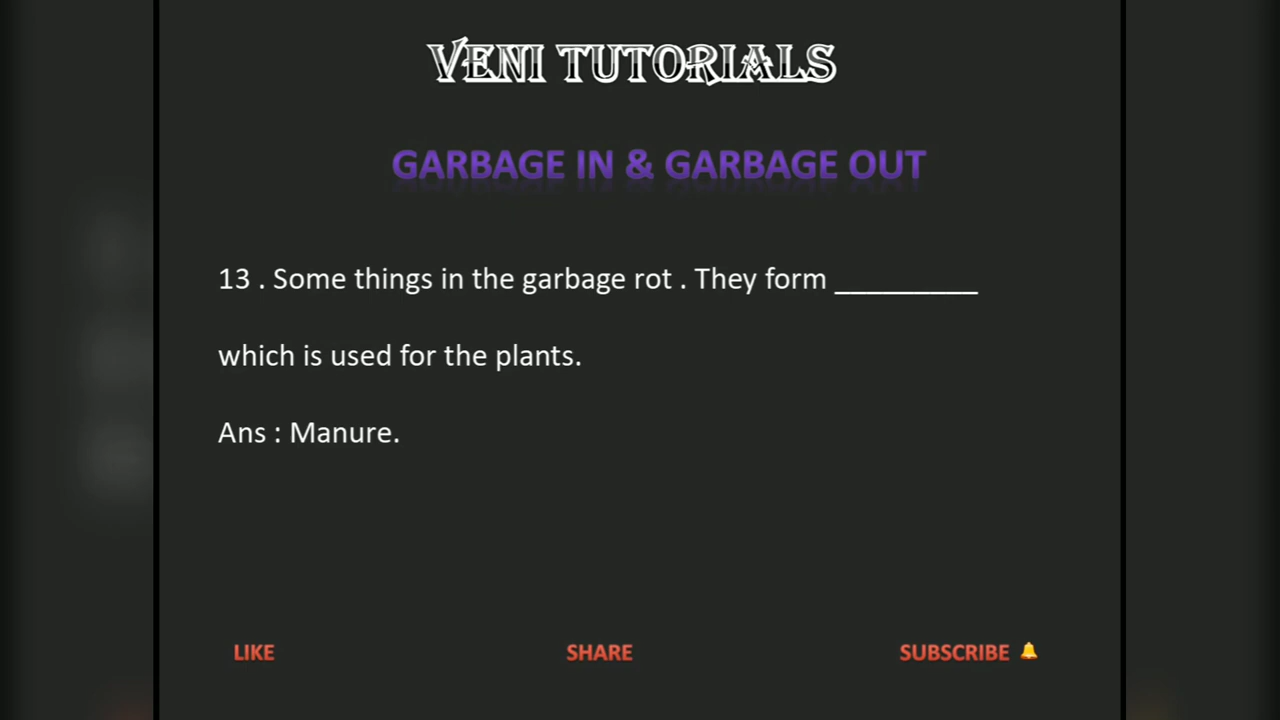 VENI TUTORIALS
GARBAGE IN & GARBAGE OUT
13 . Some things in the garbage rot . They form _________
which is used for the plants.
Ans : Manure.
LIKE SHARE SUBSCRIBE 🔔